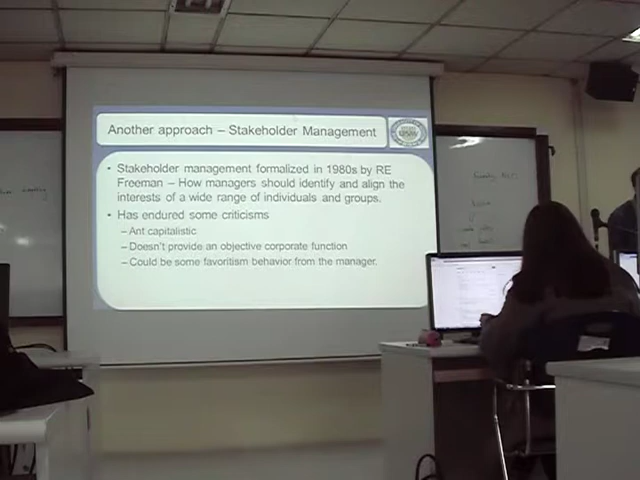 Another approach – Stakeholder Management
• Stakeholder management formalized in 1980s by RE
Freeman – How managers should identify and align the
interests of a wide range of individuals and groups.
• Has endured some criticisms
– Ant capitalistic
– Doesn't provide an objective corporate function
– Could be some favoritism behavior from the manager.